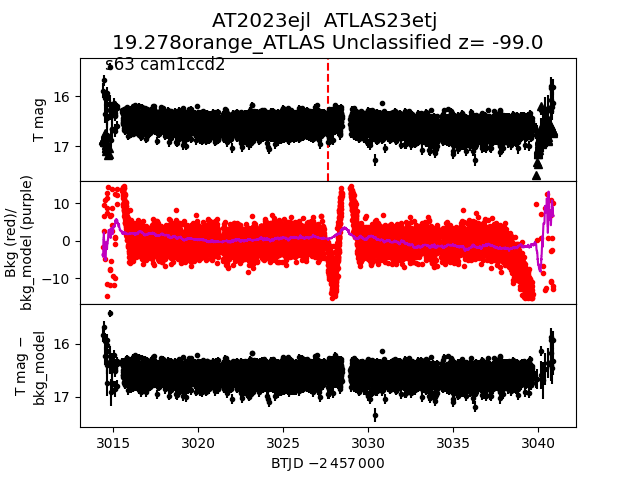 AT2023ejl  ATLAS23etj
19.278orange_ATLAS Unclassified z= -99.0
s63 cam1ccd2
T mag
16
17
Bkg (red)/
bkg_model (purple)
10
0
−10
T mag −
bkg_model
16
17
3015 3020 3025 3030 3035 3040
BTJD −2 457 000